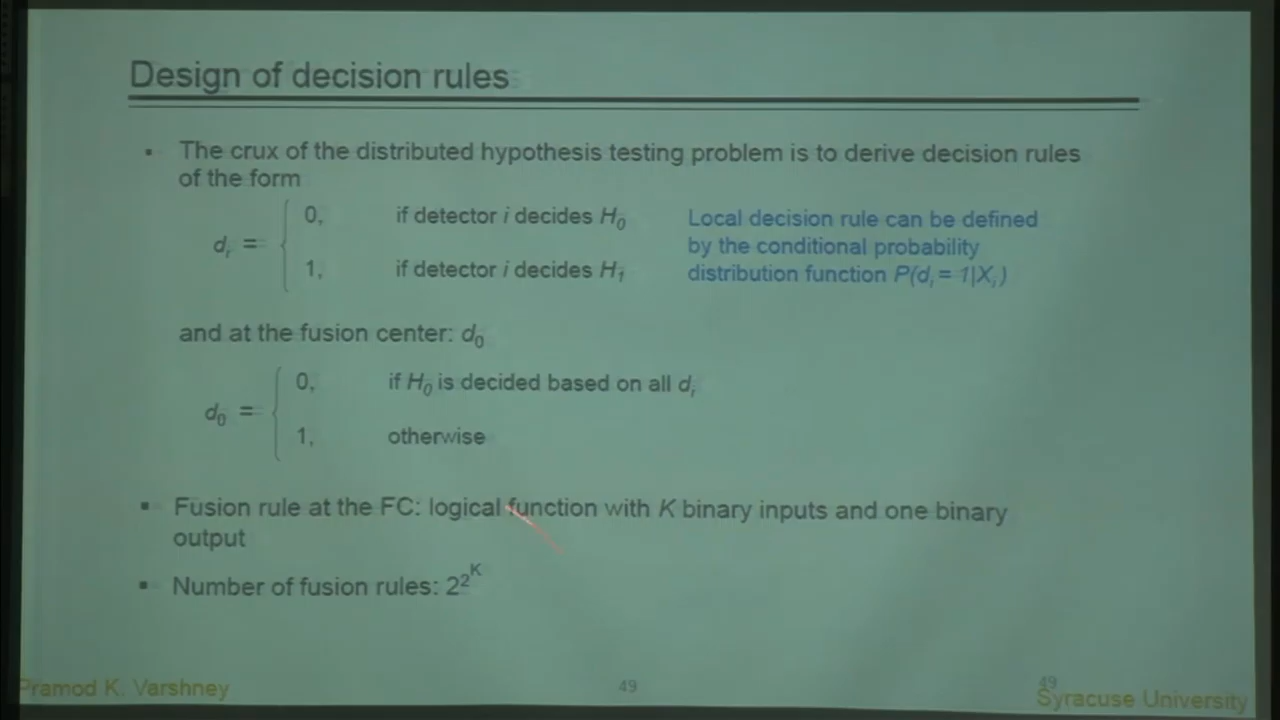 Design of decision rules
▪ The crux of the distributed hypothesis testing problem is to derive decision rules
of the form
dᵢ = { 0, if detector i decides H₀
1, if detector i decides H₁
Local decision rule can be defined
by the conditional probability
distribution function P(dᵢ = 1|Xᵢ)
and at the fusion center: d₀
d₀ = { 0, if H₀ is decided based on all dᵢ
1, otherwise
▪ Fusion rule at the FC: logical function with K binary inputs and one binary
output
▪ Number of fusion rules: 2^2^K
Pramod K. Varshney
49
49
Syracuse University